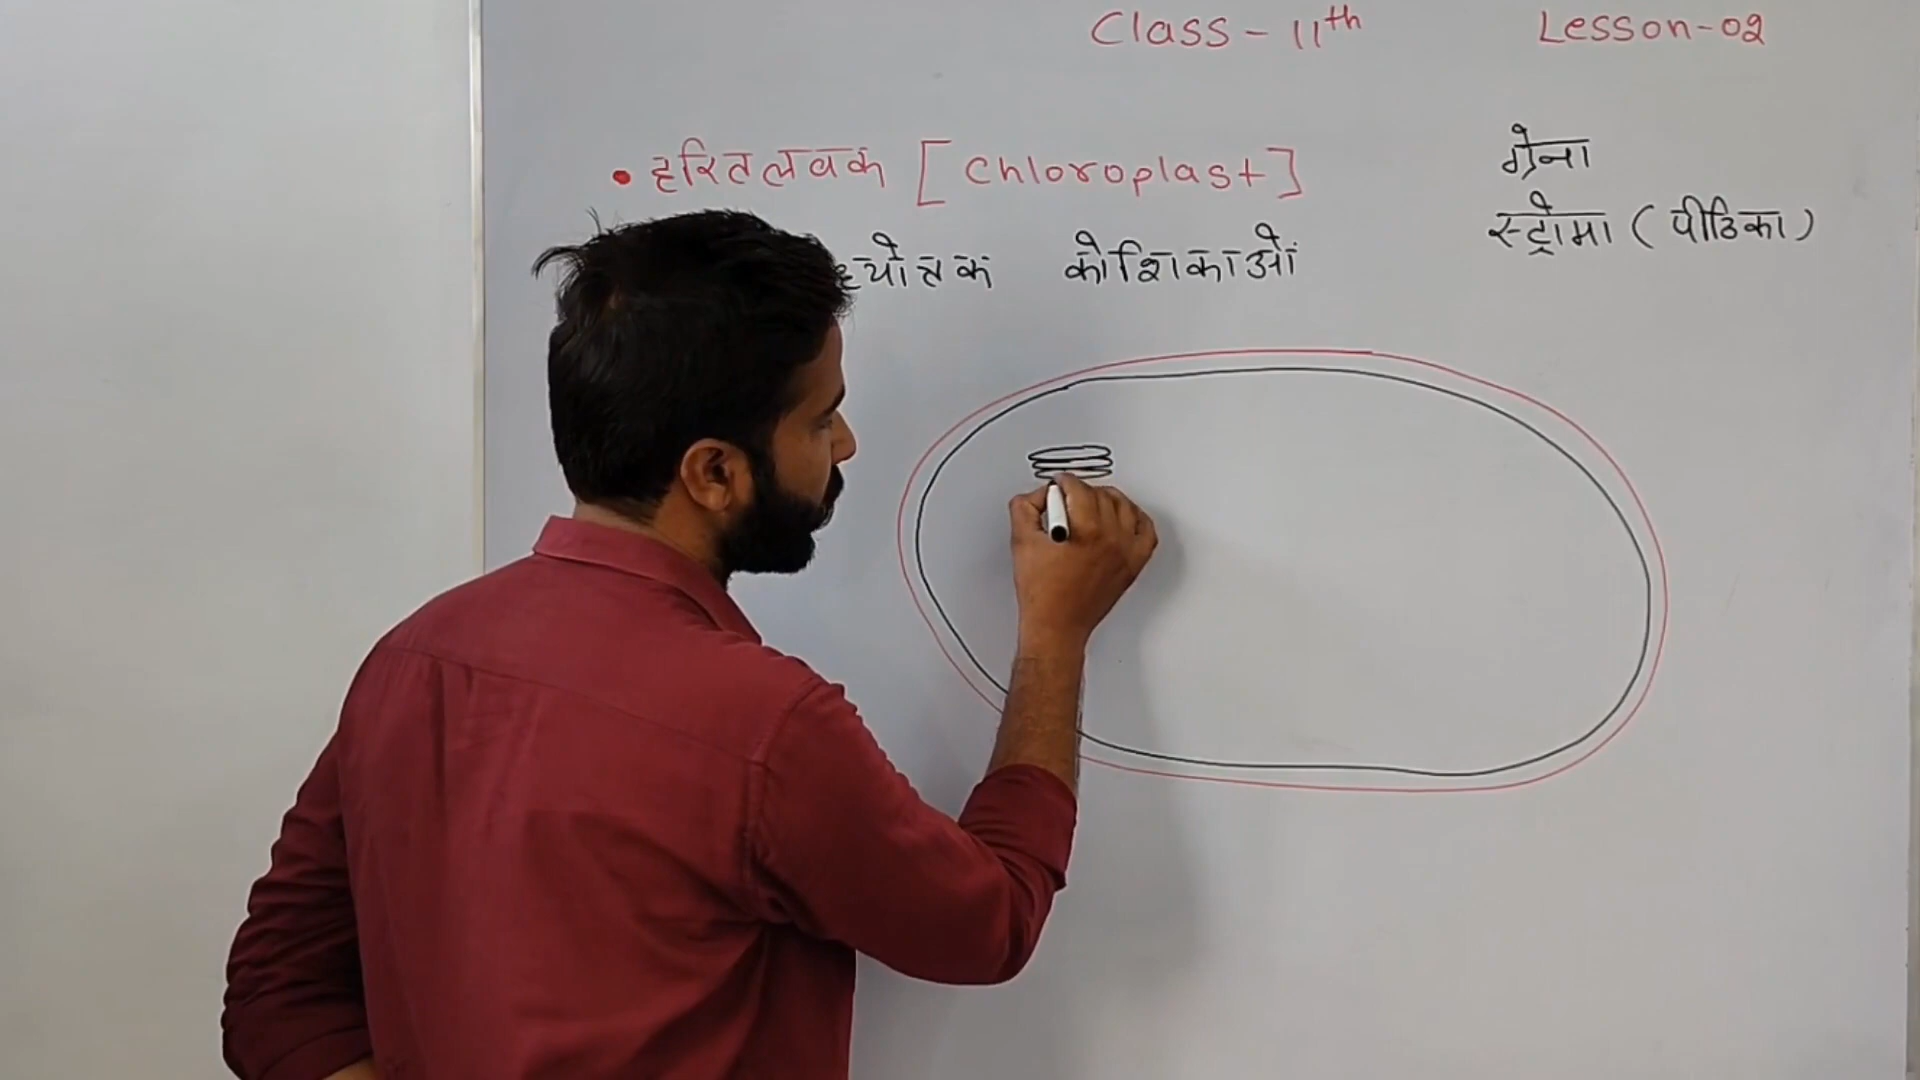 Class - 11th Lesson-02
• हरितलवक [Chloroplast]
ग्रेना
स्ट्रोमा (पीठिका)
कोशिकाओं